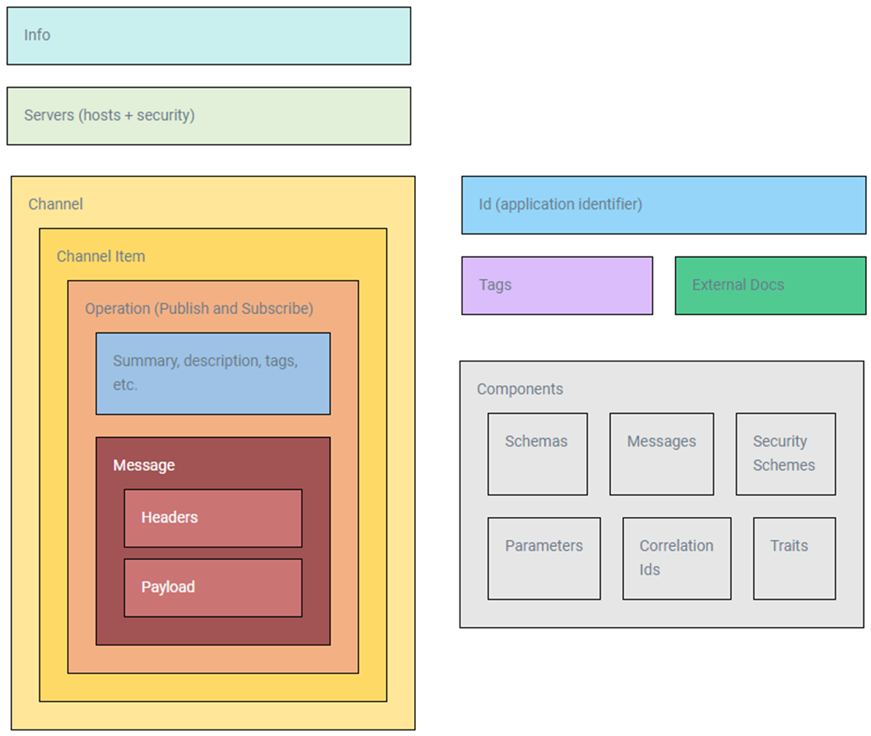 Info
Servers (hosts + security)
Channel
Channel Item
Operation (Publish and Subscribe)
Summary, description, tags,
etc.
Message
Headers
Payload
Id (application identifier)
Tags
External Docs
Components
Schemas
Messages
Security
Schemes
Parameters
Correlation
Ids
Traits